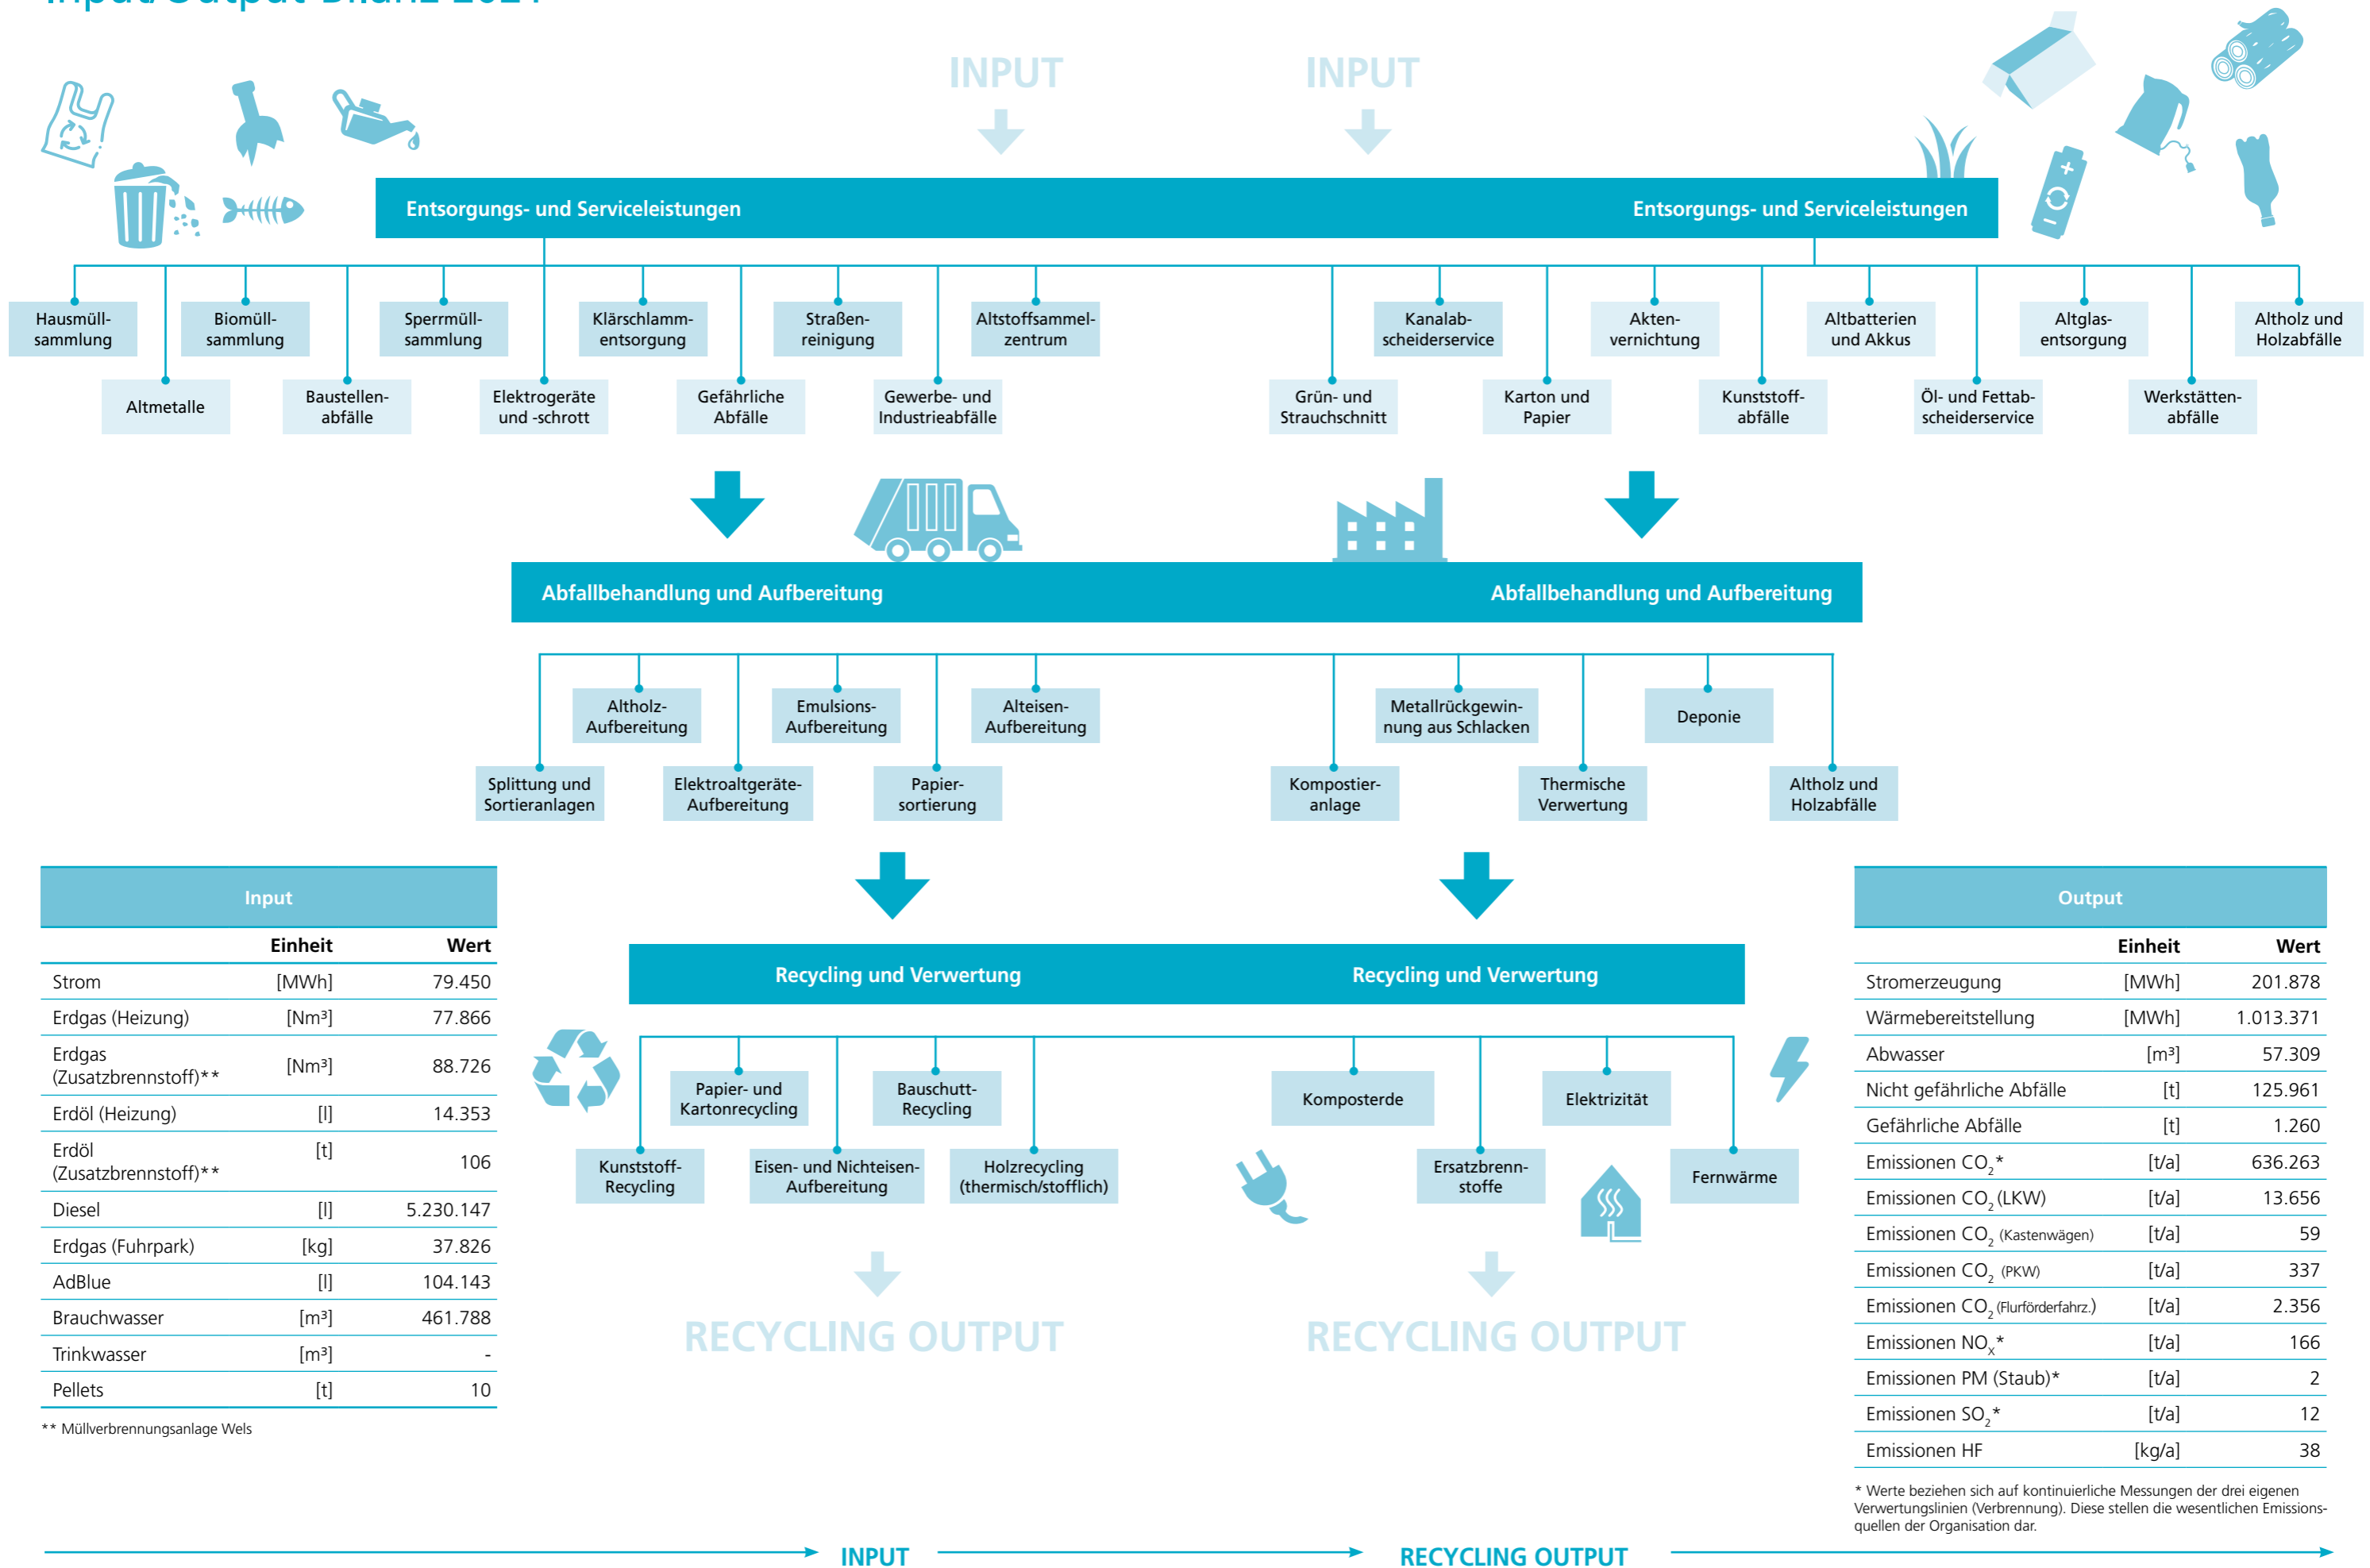 Input/Output-Bilanz 2021
INPUT
INPUT
Entsorgungs- und Serviceleistungen
Entsorgungs- und Serviceleistungen
Hausmüll-
sammlung
Biomüll-
sammlung
Sperrmüll-
sammlung
Klärschlamm-
entsorgung
Straßen-
reinigung
Altstoffsammel-
zentrum
Kanalab-
scheiderservice
Akten-
vernichtung
Altbatterien
und Akkus
Altglas-
entsorgung
Altholz und
Holzabfälle
Altmetalle
Baustellen-
abfälle
Elektrogeräte
und -schrott
Gefährliche
Abfälle
Gewerbe- und
Industrieabfälle
Grün- und
Strauchschnitt
Karton und
Papier
Kunststoff-
abfälle
Öl- und Fettab-
scheiderservice
Werkstätten-
abfälle
Abfallbehandlung und Aufbereitung
Abfallbehandlung und Aufbereitung
Altholz-
Aufbereitung
Emulsions-
Aufbereitung
Alteisen-
Aufbereitung
Metallrückgewin-
nung aus Schlacken
Deponie
Splittung und
Sortieranlagen
Elektroaltgeräte-
Aufbereitung
Papier-
sortierung
Kompostier-
anlage
Thermische
Verwertung
Altholz und
Holzabfälle
Recycling und Verwertung
Recycling und Verwertung
Papier- und
Kartonrecycling
Bauschutt-
Recycling
Komposterde
Elektrizität
Kunststoff-
Recycling
Eisen- und Nichteisen-
Aufbereitung
Holzrecycling
(thermisch/stofflich)
Ersatzbrenn-
stoffe
Fernwärme
RECYCLING OUTPUT
RECYCLING OUTPUT
Input
Einheit Wert
Strom [MWh] 79.450
Erdgas (Heizung) [Nm³] 77.866
Erdgas
(Zusatzbrennstoff)** [Nm³] 88.726
Erdöl (Heizung) [l] 14.353
Erdöl
(Zusatzbrennstoff)** [t] 106
Diesel [l] 5.230.147
Erdgas (Fuhrpark) [kg] 37.826
AdBlue [l] 104.143
Brauchwasser [m³] 461.788
Trinkwasser [m³] -
Pellets [t] 10
** Müllverbrennungsanlage Wels
Output
Einheit Wert
Stromerzeugung [MWh] 201.878
Wärmebereitstellung [MWh] 1.013.371
Abwasser [m³] 57.309
Nicht gefährliche Abfälle [t] 125.961
Gefährliche Abfälle [t] 1.260
Emissionen CO₂* [t/a] 636.263
Emissionen CO₂ (LKW) [t/a] 13.656
Emissionen CO₂ (Kastenwägen) [t/a] 59
Emissionen CO₂ (PKW) [t/a] 337
Emissionen CO₂ (Flurförderfahrz.) [t/a] 2.356
Emissionen NOₓ* [t/a] 166
Emissionen PM (Staub)* [t/a] 2
Emissionen SO₂* [t/a] 12
Emissionen HF [kg/a] 38
* Werte beziehen sich auf kontinuierliche Messungen der drei eigenen
Verwertungslinien (Verbrennung). Diese stellen die wesentlichen Emissions-
quellen der Organisation dar.
INPUT
RECYCLING OUTPUT